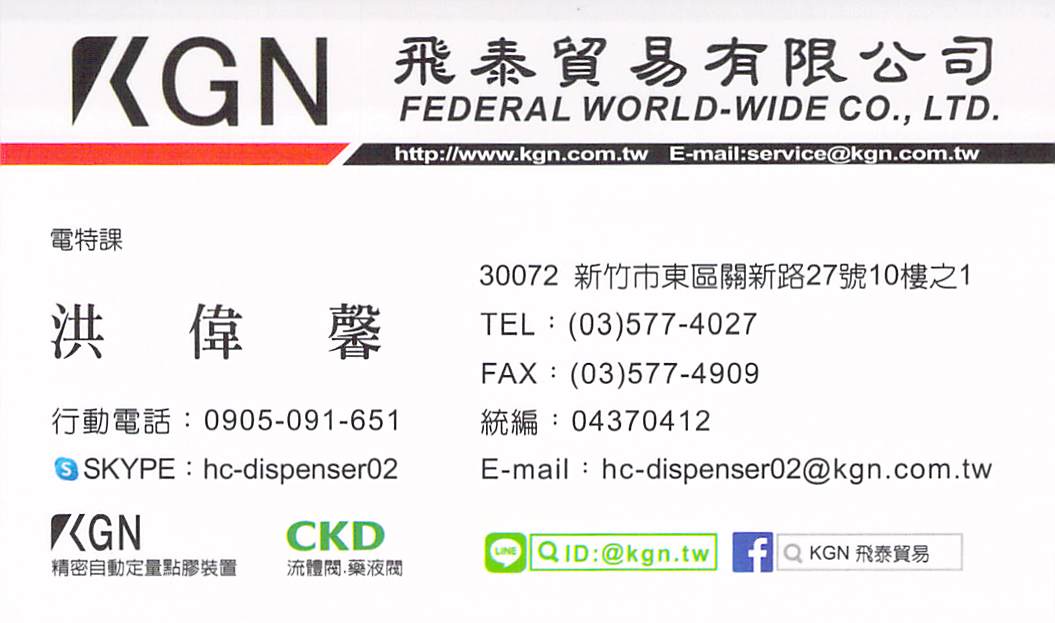 KGN 飛泰貿易有限公司
FEDERAL WORLD-WIDE CO., LTD.
http://www.kgn.com.tw E-mail:service@kgn.com.tw
電特課
洪偉馨
行動電話：0905-091-651
SKYPE：hc-dispenser02
30072 新竹市東區關新路27號10樓之1
TEL：(03)577-4027
FAX：(03)577-4909
統編：04370412
E-mail：hc-dispenser02@kgn.com.tw
KGN
精密自動定量點膠裝置
CKD
流體閥.藥液閥
LINE ID:@kgn.tw
f KGN 飛泰貿易